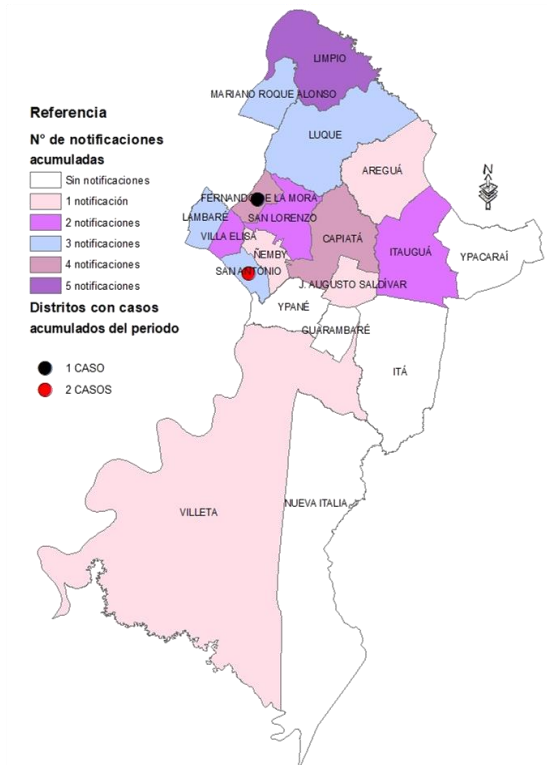 LIMPIO
MARIANO ROQUE ALONSO
Referencia
N° de notificaciones
acumuladas
Sin notificaciones
1 notificación
2 notificaciones
3 notificaciones
4 notificaciones
5 notificaciones
Distritos con casos
acumulados del periodo
1 CASO
2 CASOS
LUQUE
AREGUÁ
N
FERNANDO DE LA MORA
LAMBARÉ
SAN LORENZO
VILLA ELISA
CAPIATÁ
ITAUGUÁ
YPACARAÍ
ÑEMBY
SAN ANTONIO
J. AUGUSTO SALDÍVAR
YPANÉ
GUARAMBARÉ
ITÁ
VILLETA
NUEVA ITALIA